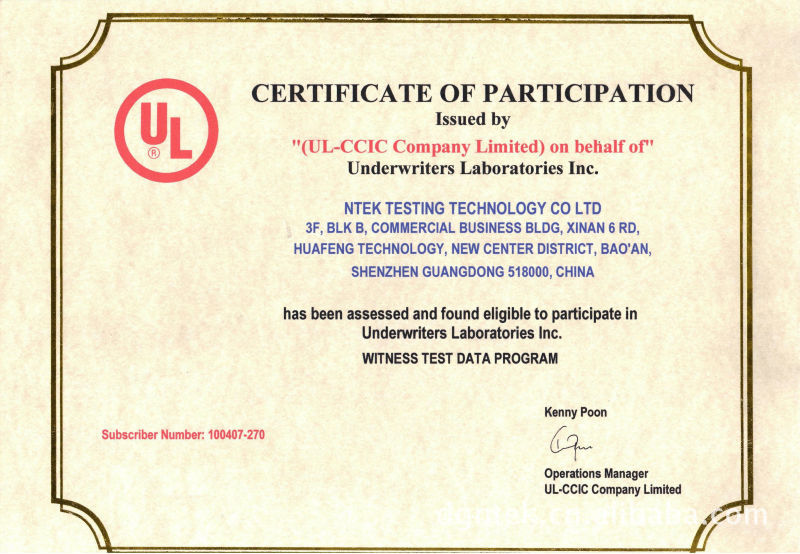 CERTIFICATE OF PARTICIPATION
Issued by
"(UL-CCIC Company Limited) on behalf of"
Underwriters Laboratories Inc.
UL
®
NTEK TESTING TECHNOLOGY CO LTD
3F, BLK B, COMMERCIAL BUSINESS BLDG, XINAN 6 RD,
HUAFENG TECHNOLOGY, NEW CENTER DISTRICT, BAO'AN,
SHENZHEN GUANGDONG 518000, CHINA
has been assessed and found eligible to participate in
Underwriters Laboratories Inc.
WITNESS TEST DATA PROGRAM
Kenny Poon
Subscriber Number: 100407-270
Operations Manager
UL-CCIC Company Limited